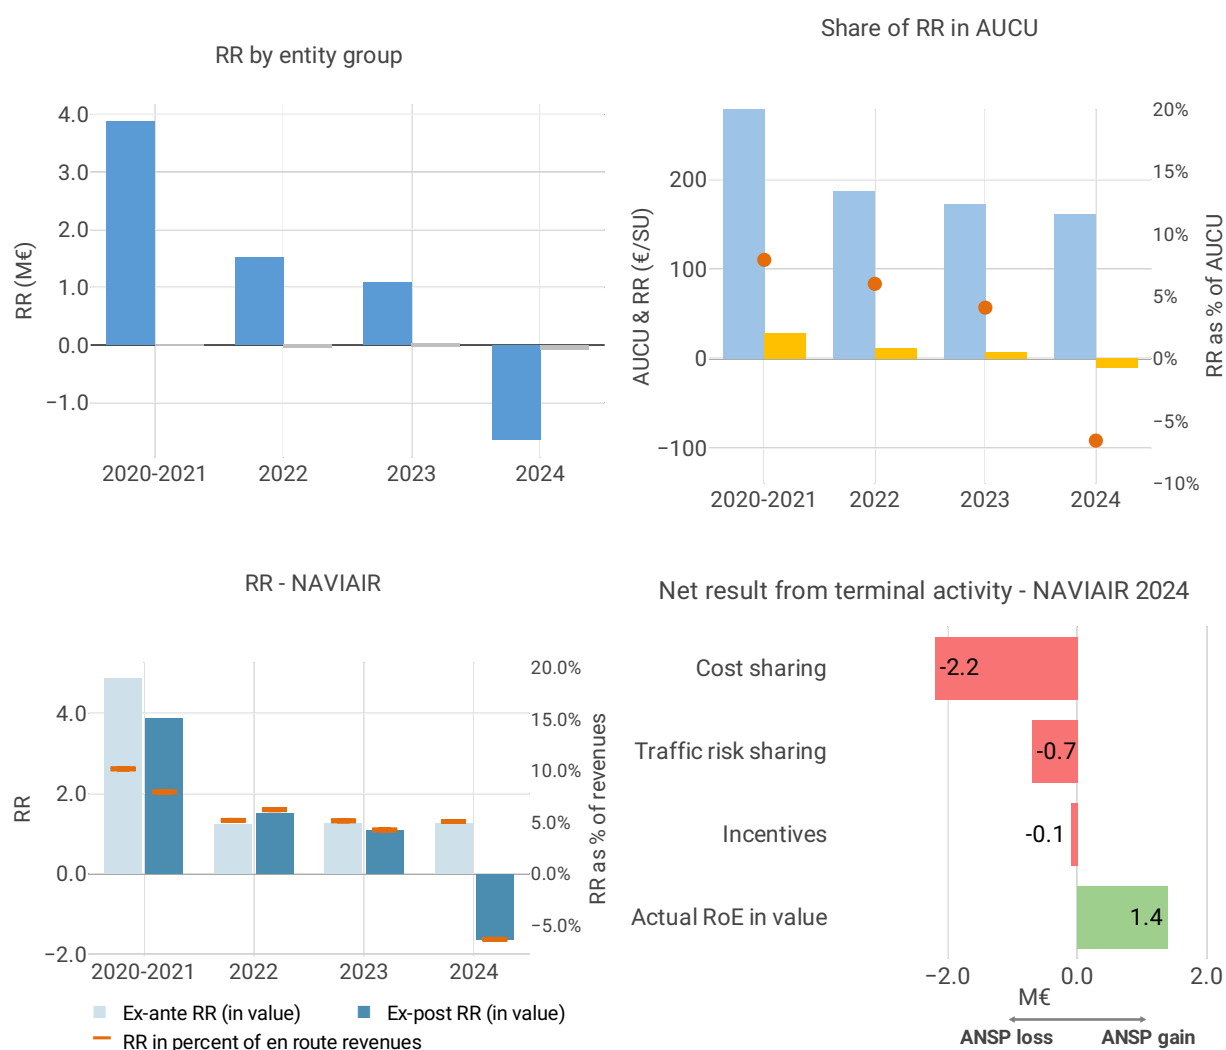 RR by entity group
RR (M€)
4.0
3.0
2.0
1.0
0.0
−1.0
2020-2021
2022
2023
2024
Share of RR in AUCU
AUCU & RR (€/SU)
200
100
0
−100
20%
15%
10%
5%
0%
−5%
−10%
RR as % of AUCU
2020-2021
2022
2023
2024
RR - NAVIAIR
RR
4.0
2.0
0.0
−2.0
20.0%
15.0%
10.0%
5.0%
0.0%
−5.0%
RR as % of revenues
2020-2021
2022
2023
2024
Ex-ante RR (in value)
Ex-post RR (in value)
RR in percent of en route revenues
Net result from terminal activity - NAVIAIR 2024
Cost sharing
-2.2
Traffic risk sharing
-0.7
Incentives
-0.1
Actual RoE in value
1.4
−2.0
0.0
2.0
M€
ANSP loss
ANSP gain